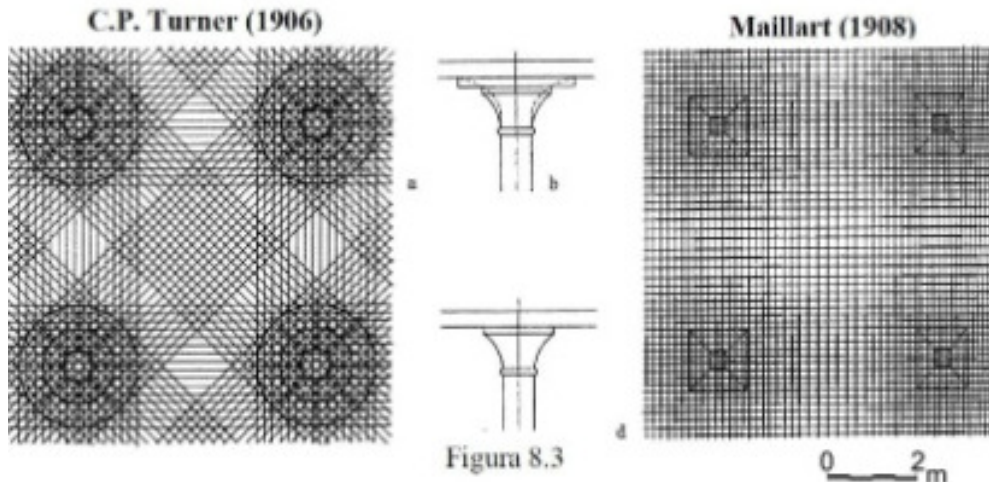 C.P. Turner (1906)
Maillart (1908)
a
b
d
Figura 8.3
0 2m